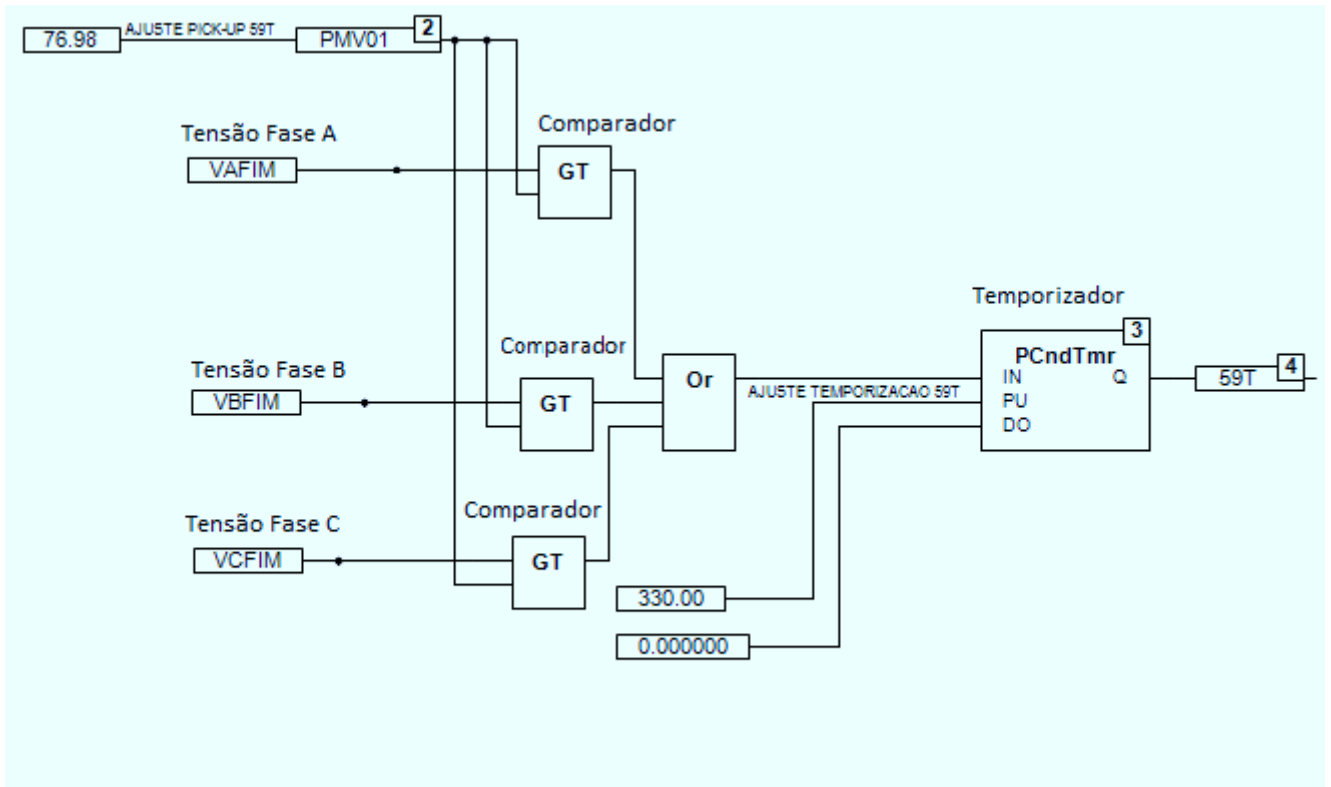 76.98
AJUSTE PICK-UP 59T
PMV01
2
Tensão Fase A
VAFIM
Comparador
GT
Tensão Fase B
VBFIM
Comparador
GT
Or
AJUSTE TEMPORIZACAO 59T
Temporizador
3
PCndTmr
IN Q
PU
DO
59T
4
Tensão Fase C
VCFIM
Comparador
GT
330.00
0.000000